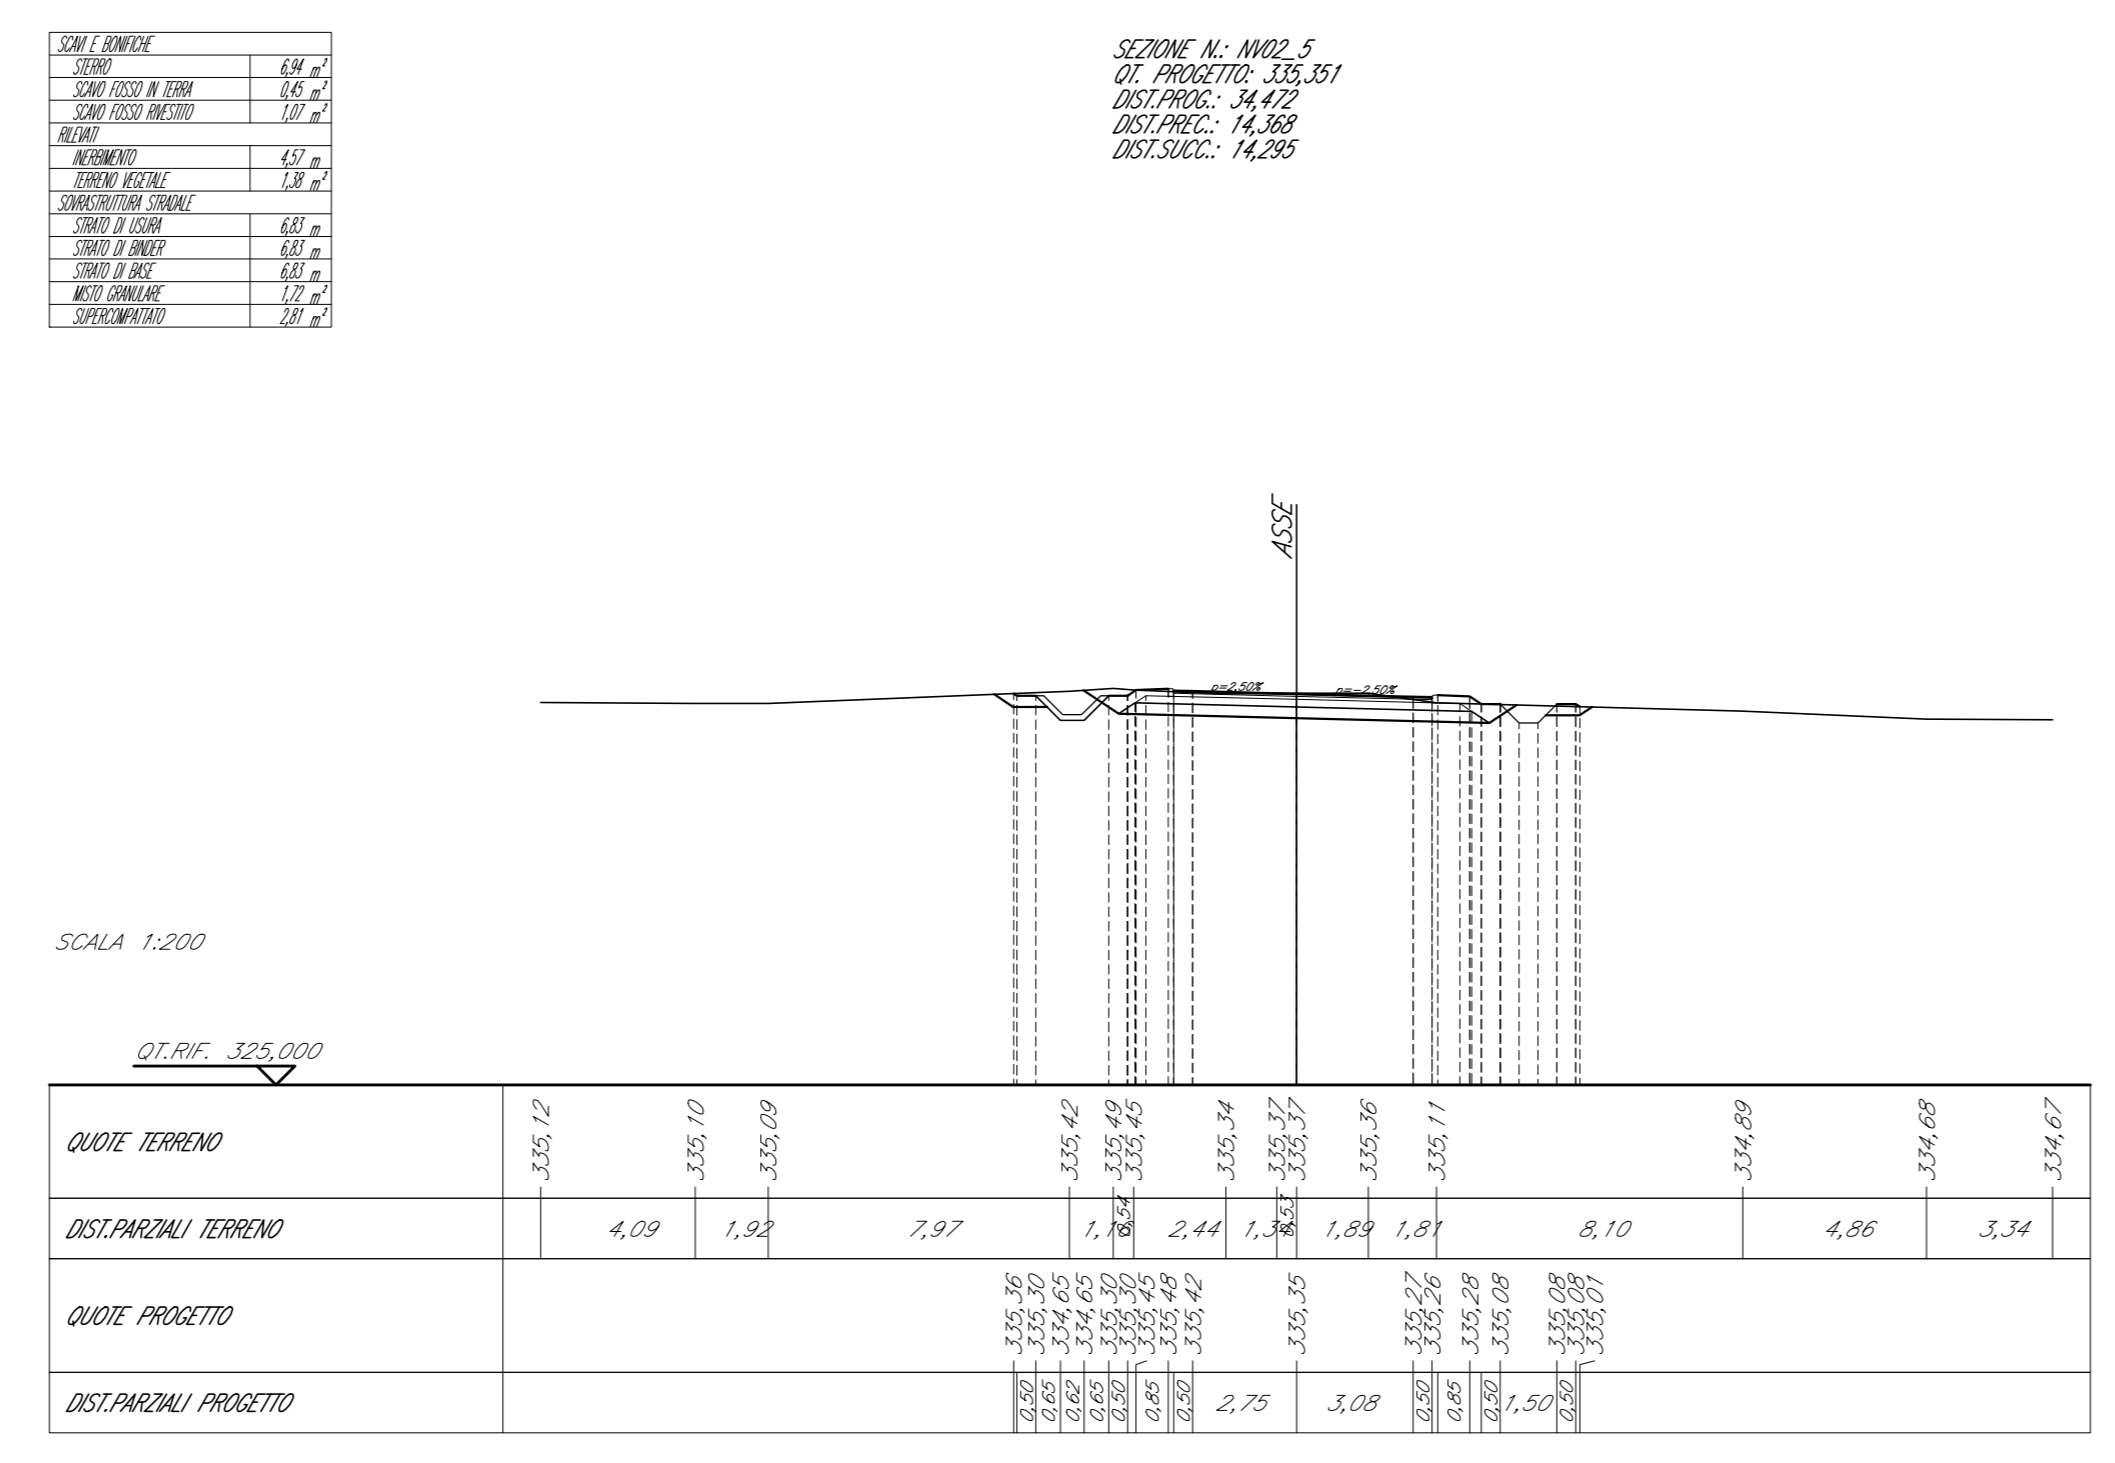 SCAVI E BONIFICHE
STERRO 6,94 m²
SCAVO FOSSO IN TERRA 0,45 m²
SCAVO FOSSO RIVESTITO 1,07 m²
RILEVATI
INERBIMENTO 4,57 m
TERRENO VEGETALE 1,38 m²
SOVRASTRUTTURA STRADALE
STRATO DI USURA 6,83 m
STRATO DI BINDER 6,83 m
STRATO DI BASE 6,83 m
MISTO GRANULARE 1,72 m²
SUPERCOMPATTATO 2,81 m²
SEZIONE N.: NV02_5
QT. PROGETTO: 335,351
DIST.PROG.: 34,472
DIST.PREC.: 14,368
DIST.SUCC.: 14,295
ASSE
p=2,50% p=-2,50%
SCALA 1:200
QT.RIF. 325,000
QUOTE TERRENO 335,12 335,10 335,09 335,42 335,49 335,45 335,34 335,37 335,37 335,36 335,11 334,89 334,68 334,67
DIST.PARZIALI TERRENO 4,09 1,92 7,97 1,16 0,54 2,44 1,34 0,53 1,89 1,81 8,10 4,86 3,34
QUOTE PROGETTO 335,36 335,30 334,65 334,65 335,30 335,30 335,45 335,48 335,42 335,35 335,27 335,26 335,28 335,08 335,08 335,08 335,01
DIST.PARZIALI PROGETTO 0,50 0,65 0,62 0,65 0,50 0,85 0,50 2,75 3,08 0,50 0,85 0,50 1,50 0,50